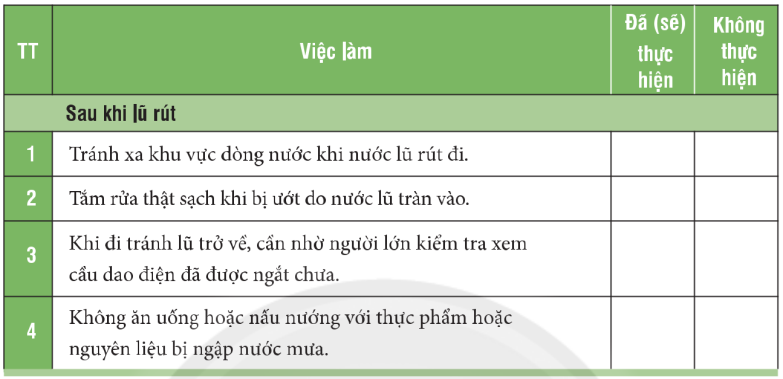 TT
Việc làm
Đã (sẽ)
thực
hiện
Không
thực
hiện
Sau khi lũ rút
1
Tránh xa khu vực dòng nước khi nước lũ rút đi.
2
Tắm rửa thật sạch khi bị ướt do nước lũ tràn vào.
3
Khi đi tránh lũ trở về, cần nhờ người lớn kiểm tra xem
cầu dao điện đã được ngắt chưa.
4
Không ăn uống hoặc nấu nướng với thực phẩm hoặc
nguyên liệu bị ngập nước mưa.